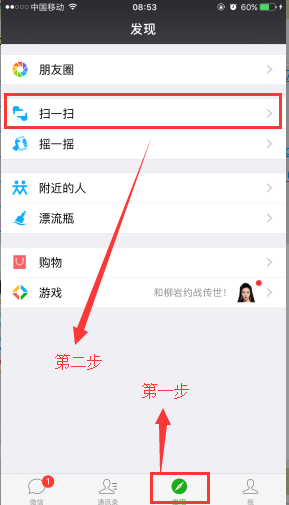 中国移动 08:53 60%
发现
朋友圈
扫一扫
摇一摇
附近的人
漂流瓶
购物
游戏 和柳岩约战传世!
第二步
第一步
1
微信 通讯录 发现 我